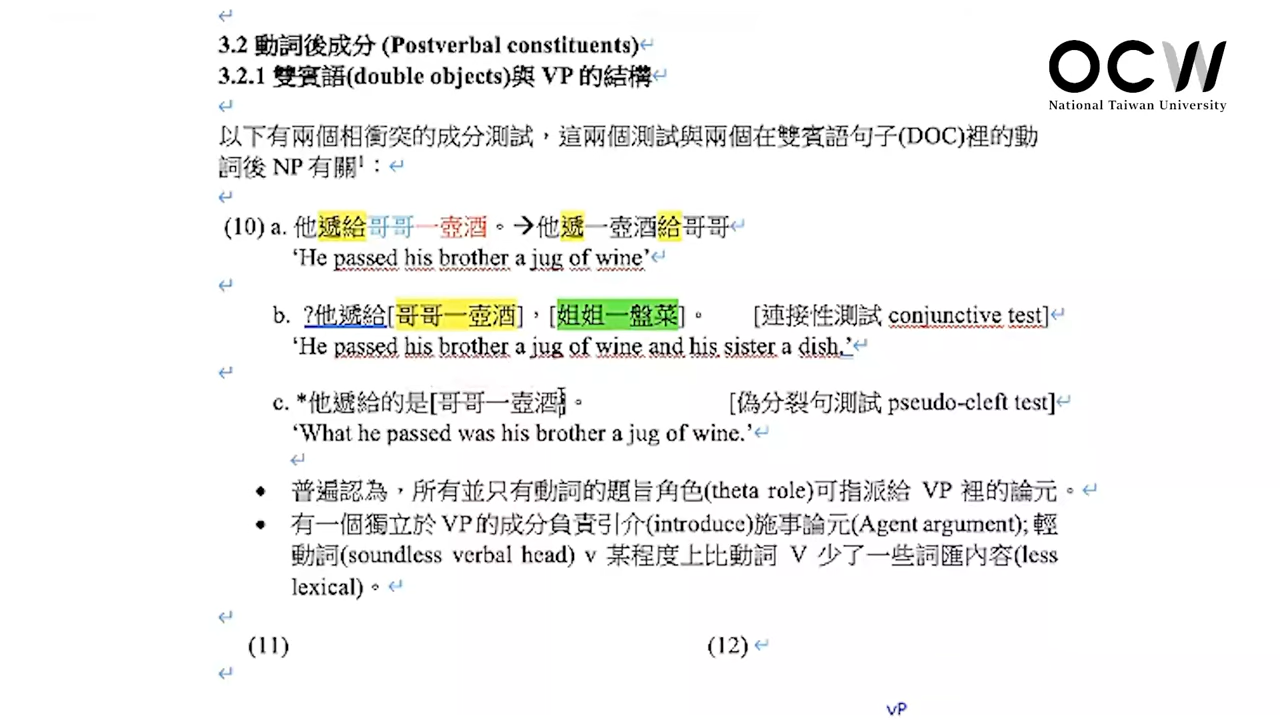 OCW
National Taiwan University
3.2 動詞後成分 (Postverbal constituents)
3.2.1 雙賓語(double objects)與 VP 的結構
以下有兩個相衝突的成分測試，這兩個測試與兩個在雙賓語句子(DOC)裡的動
詞後 NP 有關¹：
(10) a. 他遞給哥哥一壺酒。→他遞一壺酒給哥哥
‘He passed his brother a jug of wine’
b. ?他遞給[哥哥一壺酒]，[姐姐一盤菜]。 [連接性測試 conjunctive test]
‘He passed his brother a jug of wine and his sister a dish.’
c. *他遞給的是[哥哥一壺酒]。 [偽分裂句測試 pseudo-cleft test]
‘What he passed was his brother a jug of wine.’
• 普遍認為，所有並只有動詞的題旨角色(theta role)可指派給 VP 裡的論元。
• 有一個獨立於 VP 的成分負責引介(introduce)施事論元(Agent argument); 輕
動詞(soundless verbal head) v 某程度上比動詞 V 少了一些詞匯內容(less
lexical)。
(11) (12)
vP